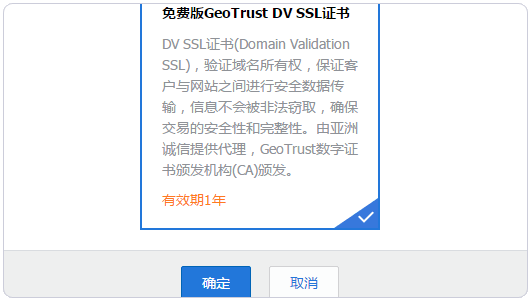 免费版GeoTrust DV SSL证书
DV SSL证书(Domain Validation
SSL)，验证域名所有权，保证客
户与网站之间进行安全数据传
输，信息不会被非法窃取，确保
交易的安全性和完整性。由亚洲
诚信提供代理，GeoTrust数字证
书颁发机构(CA)颁发。
有效期1年
确定
取消